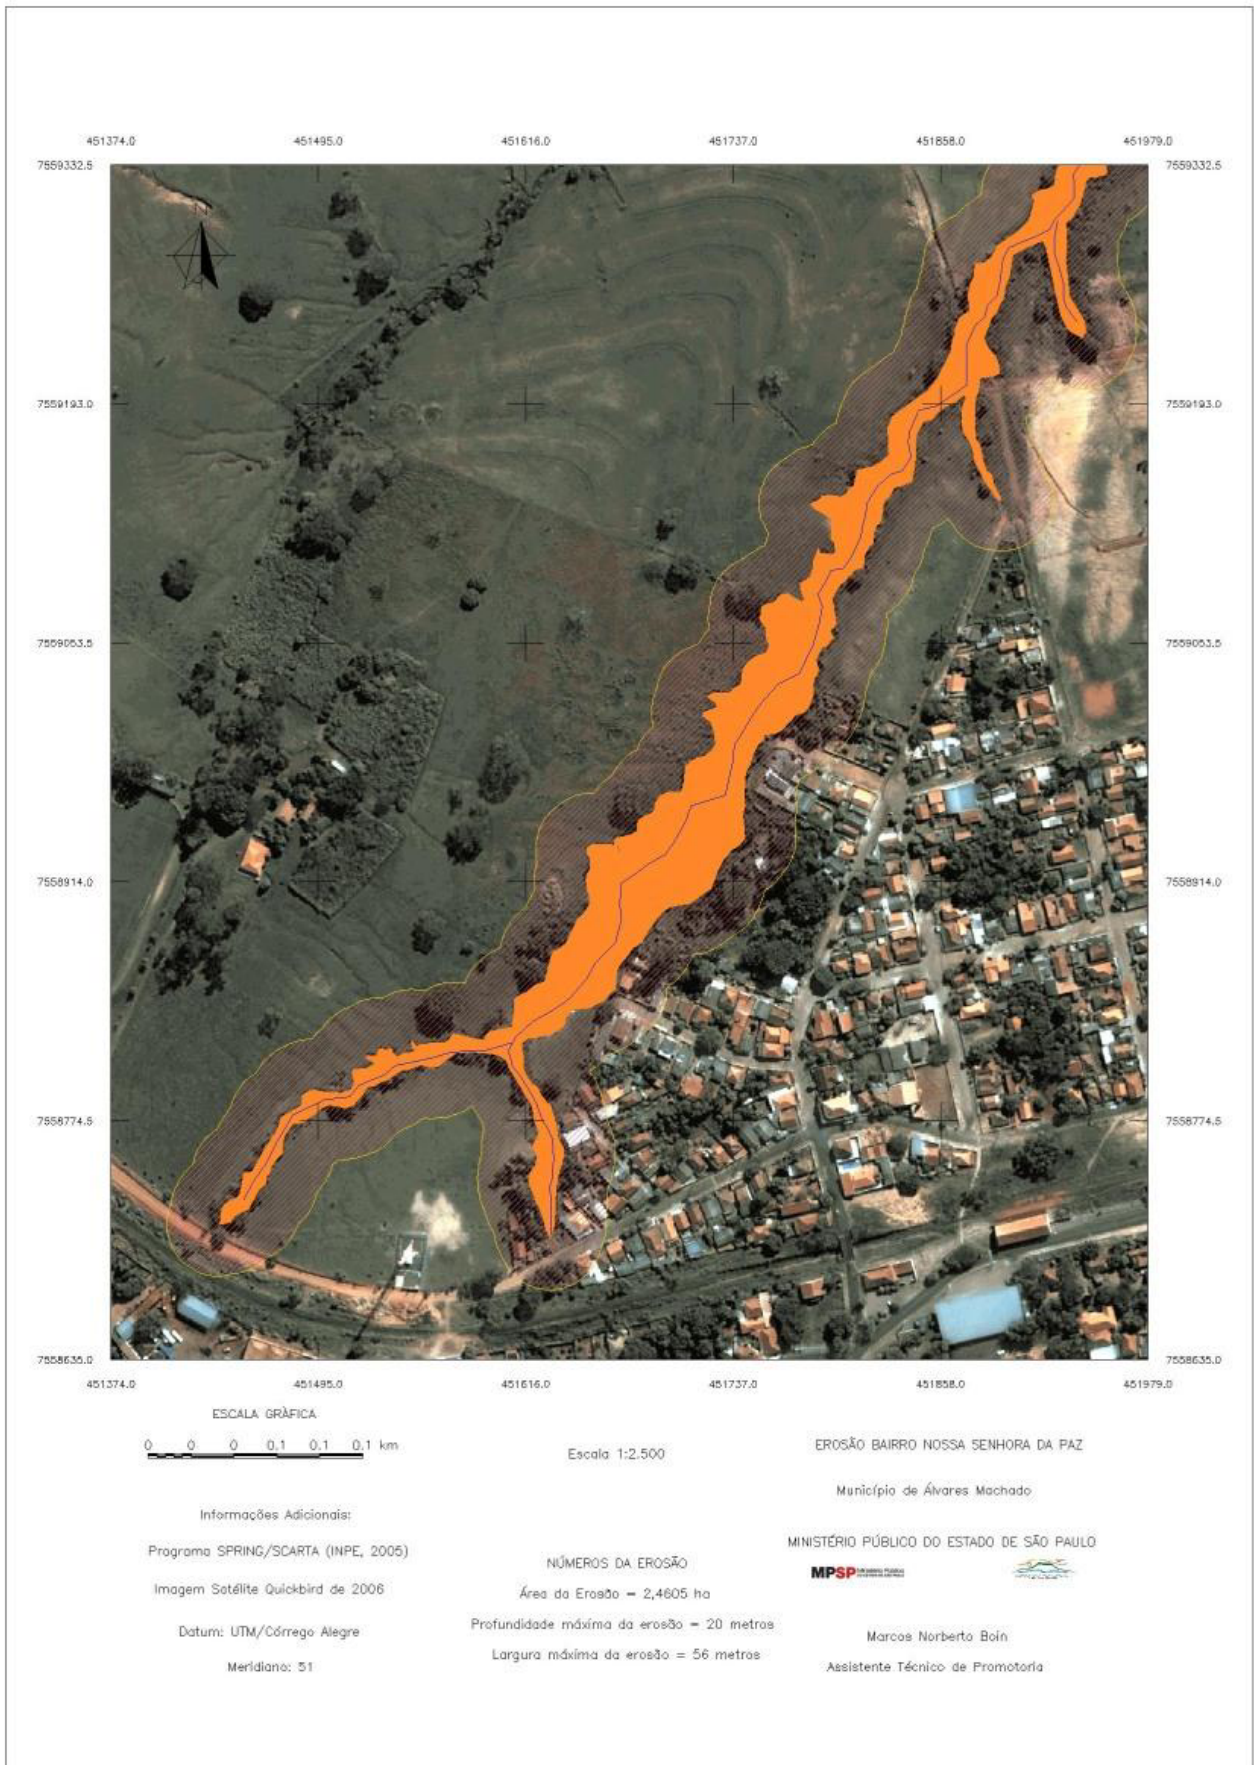 451374.0 451495.0 451616.0 451737.0 451858.0 451979.0
7559332.5 7559332.5
N
7559193.0 7559193.0
7559053.5 7559053.5
7558914.0 7558914.0
7558774.5 7558774.5
7558635.0 7558635.0
451374.0 451495.0 451616.0 451737.0 451858.0 451979.0
ESCALA GRÁFICA
0 0 0 0.1 0.1 0.1 km
Informações Adicionais:
Programa SPRING/SCARTA (INPE, 2005)
Imagem Satélite Quickbird de 2006
Datum: UTM/Córrego Alegre
Meridiano: 51
Escala 1:2.500
NÚMEROS DA EROSÃO
Área da Erosão = 2,4605 ha
Profundidade máxima da erosão = 20 metros
Largura máxima da erosão = 56 metros
EROSÃO BAIRRO NOSSA SENHORA DA PAZ
Município de Álvares Machado
MINISTÉRIO PÚBLICO DO ESTADO DE SÃO PAULO
MPSP
Marcos Norberto Boin
Assistente Técnico de Promotoria